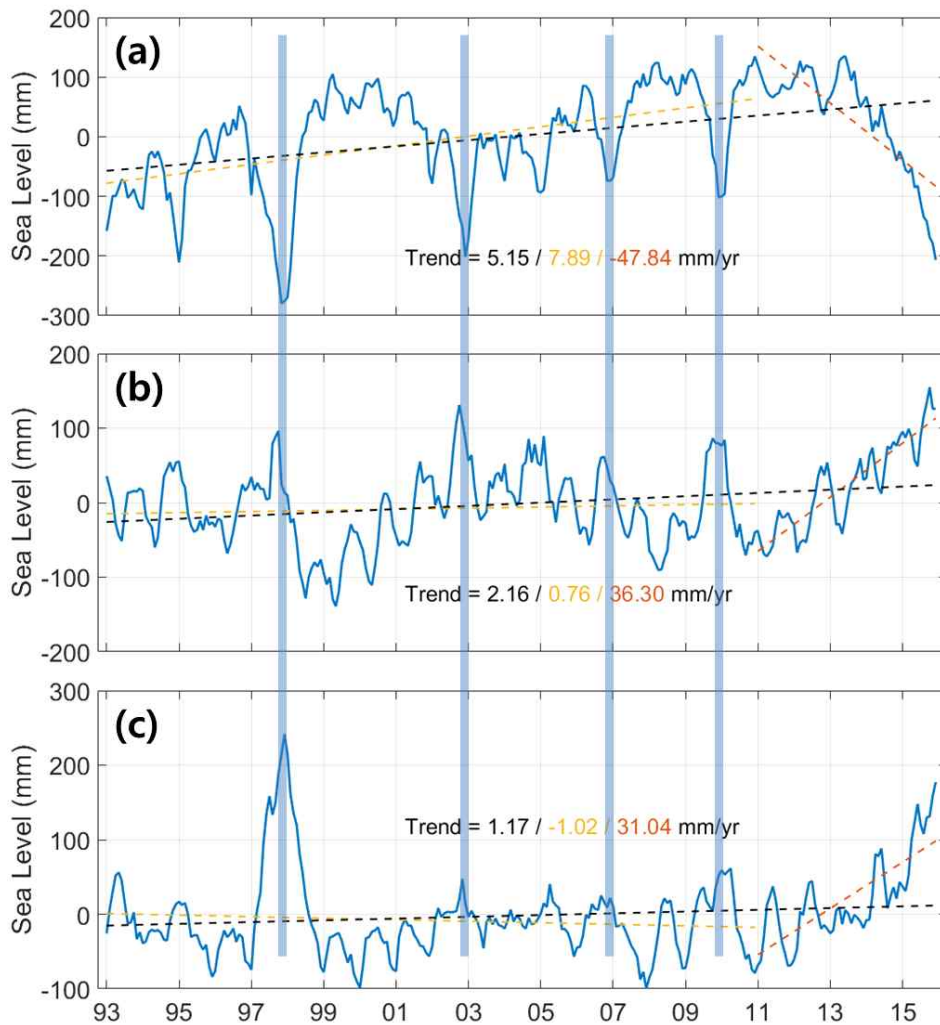 (a)
Sea Level (mm)
200
100
0
-100
-200
-300
Trend = 5.15 / 7.89 / -47.84 mm/yr
(b)
Sea Level (mm)
200
100
0
-100
-200
Trend = 2.16 / 0.76 / 36.30 mm/yr
(c)
Sea Level (mm)
300
200
100
0
-100
Trend = 1.17 / -1.02 / 31.04 mm/yr
93 95 97 99 01 03 05 07 09 11 13 15